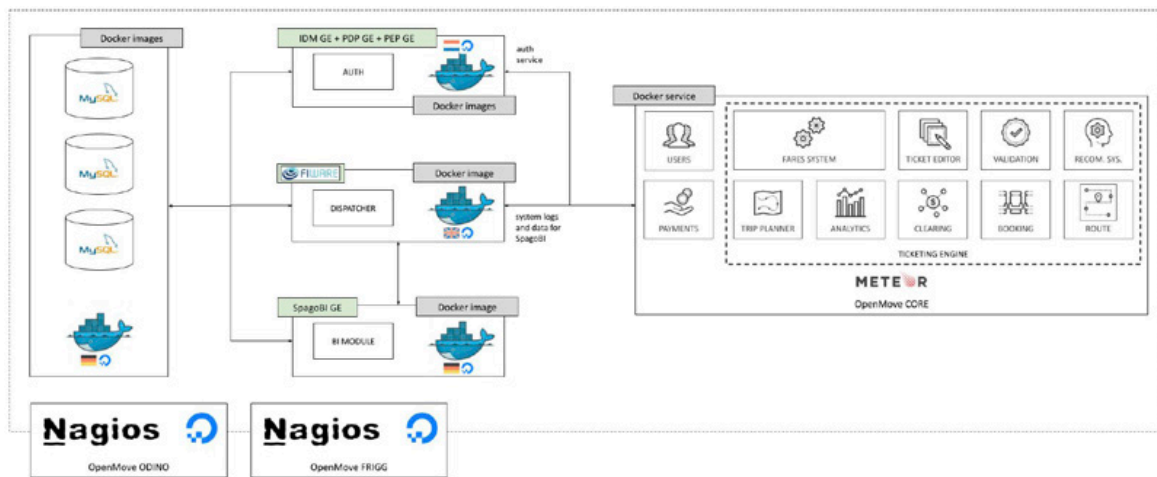 Docker images
MySQL
MySQL
MySQL
IDM GE + PDP GE + PEP GE
AUTH
Docker images
auth
service
FIWARE
Docker image
DISPATCHER
system logs
and data for
SpagoBI
SpagoBI GE
Docker image
BI MODULE
Docker service
USERS
FARES SYSTEM
TICKET EDITOR
VALIDATION
RECOM. SYS.
PAYMENTS
TRIP PLANNER
ANALYTICS
CLEARING
BOOKING
ROUTE
TICKETING ENGINE
METEOR
OpenMove CORE
Nagios
OpenMove ODINO
Nagios
OpenMove FRIGG